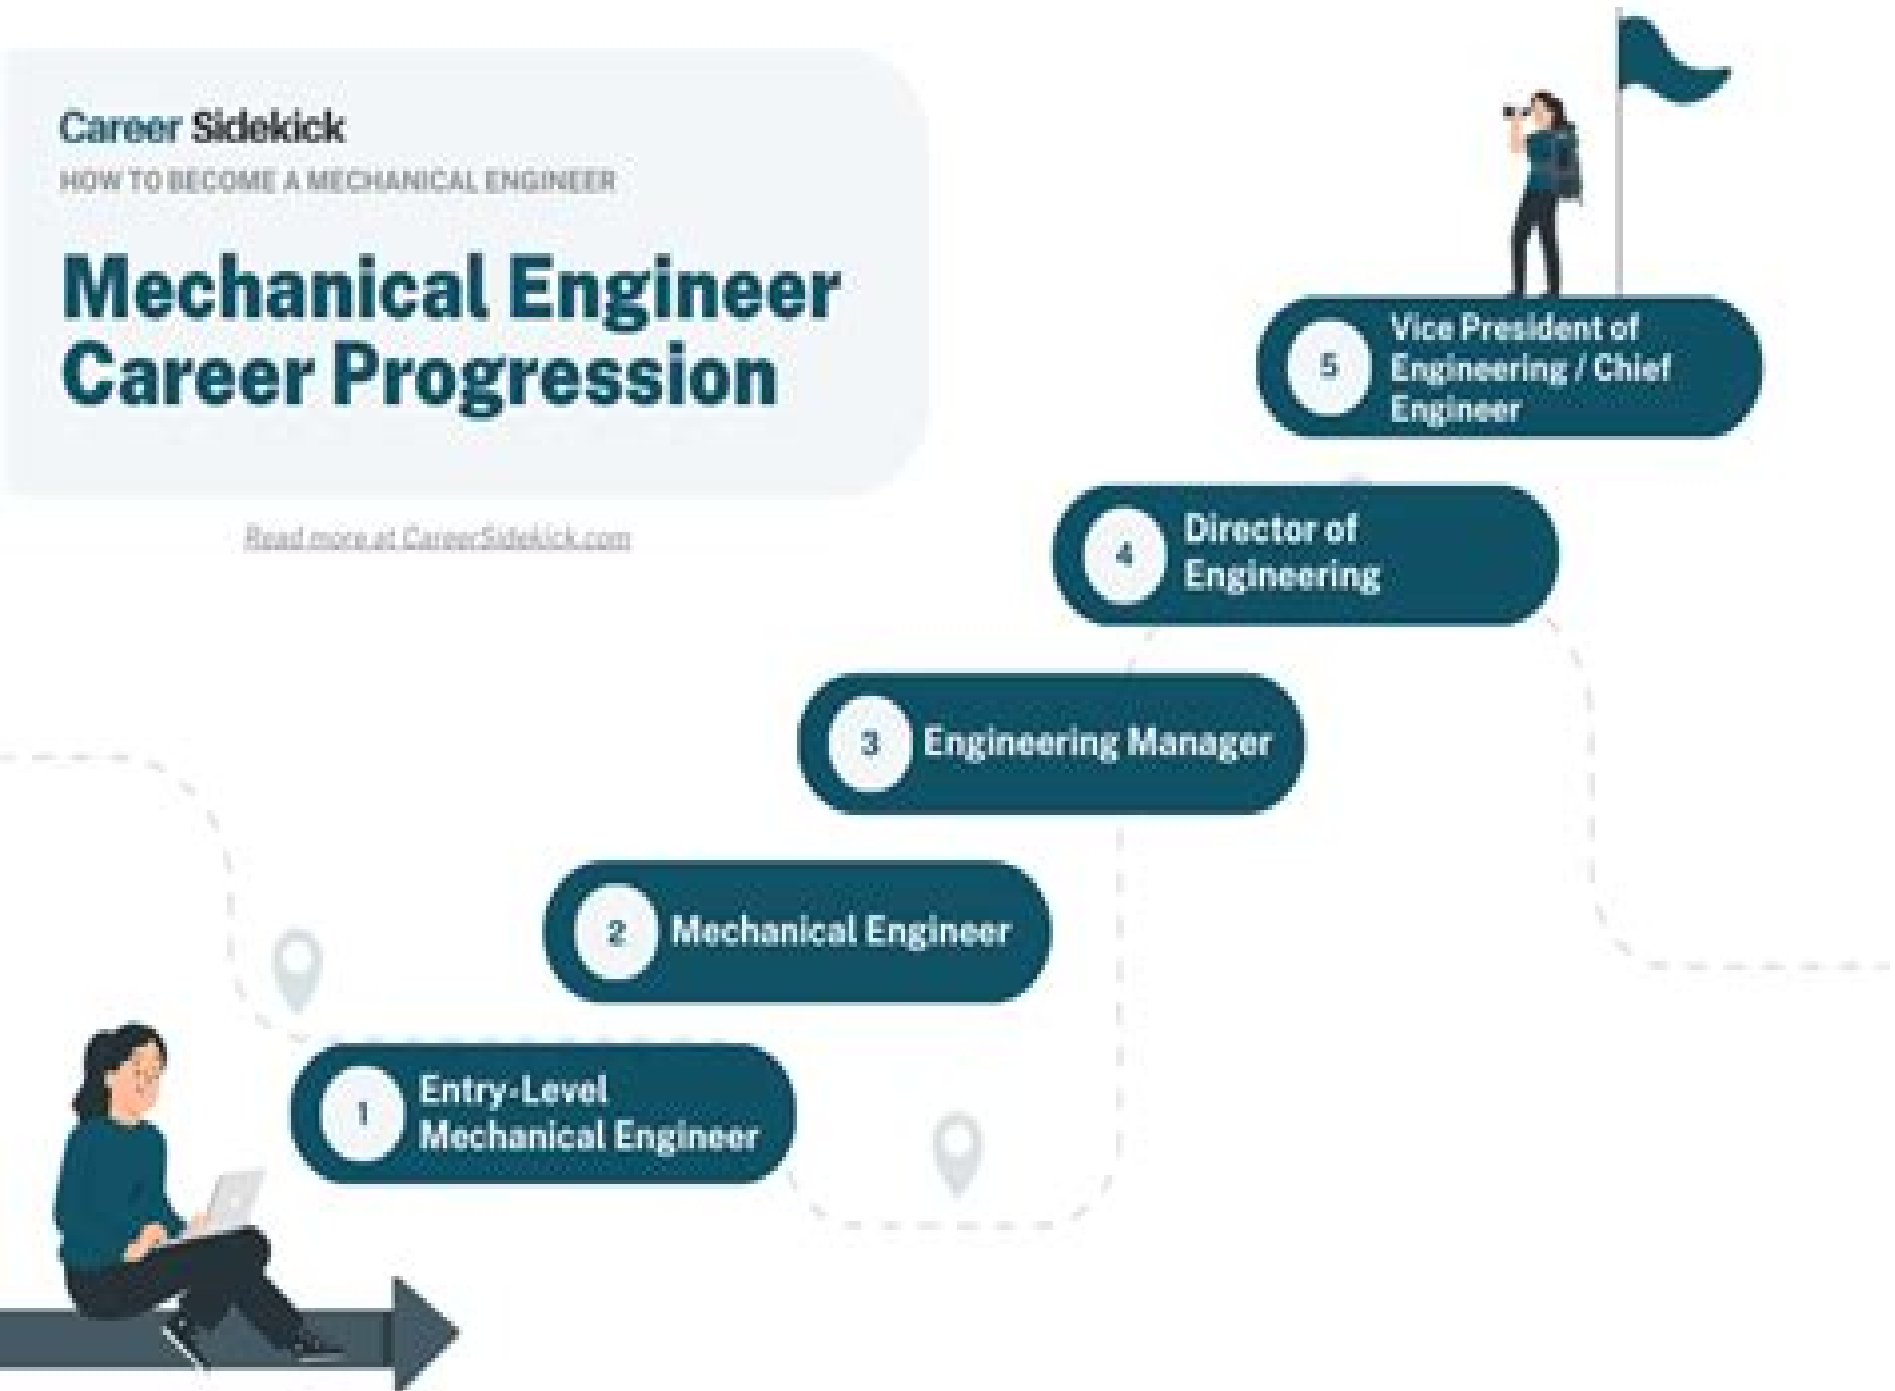 Career Sidekick
HOW TO BECOME A MECHANICAL ENGINEER
Mechanical Engineer
Career Progression
Read more at CareerSidekick.com
5
Vice President of
Engineering / Chief
Engineer
4
Director of
Engineering
3
Engineering Manager
2
Mechanical Engineer
1
Entry-Level
Mechanical Engineer